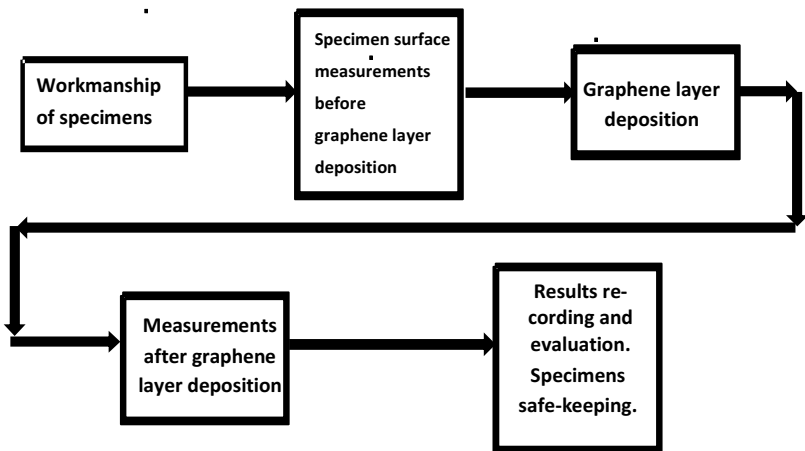 Workmanship
of specimens
Specimen surface
measurements
before
graphene layer
deposition
Graphene layer
deposition
Measurements
after graphene
layer deposition
Results re-
cording and
evaluation.
Specimens
safe-keeping.